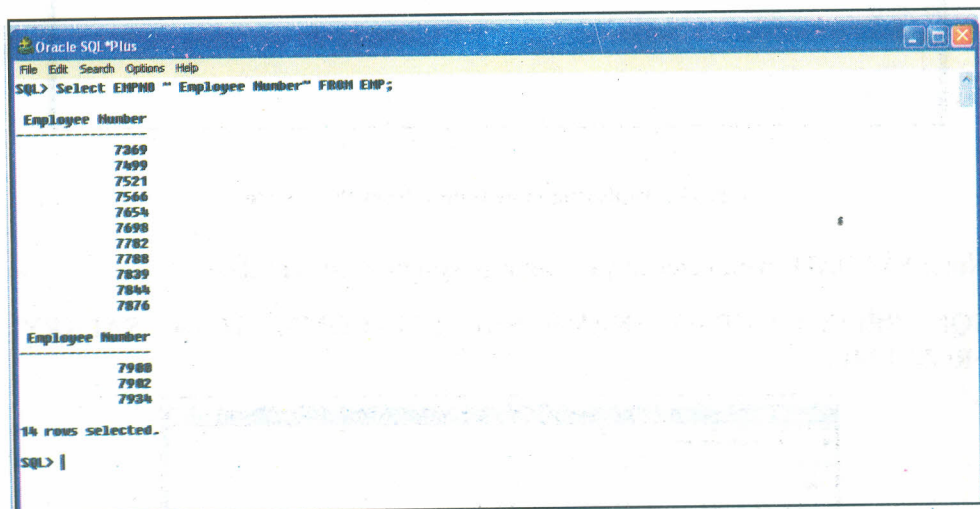 Oracle SQL*Plus
File Edit Search Options Help
SQL> Select EMPNO " Employee Number" FROM EMP;
Employee Number
---------------
7369
7499
7521
7566
7654
7698
7782
7788
7839
7844
7876
Employee Number
---------------
7900
7902
7934
14 rows selected.
SQL>